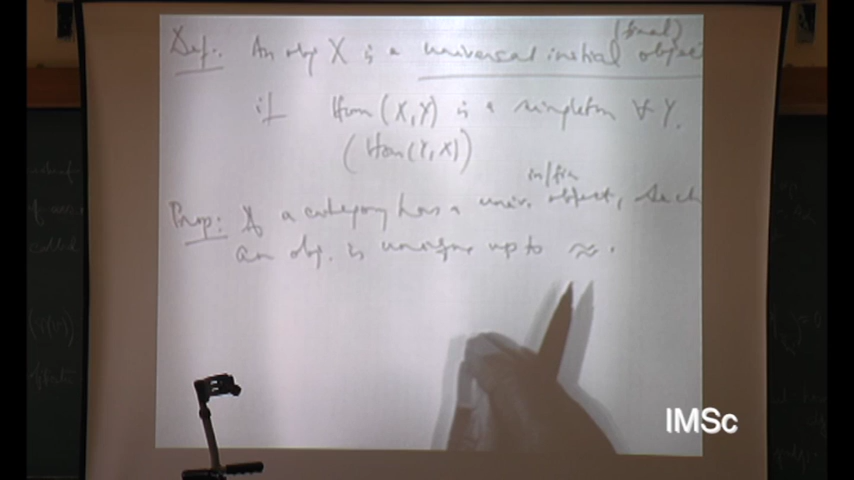 (final)
Def: An obj X is a universal initial object
if Hom(X,Y) is a singleton ∀ Y.
(Hom(Y,X))
in/fin
Prop: If a category has a univ. object, such
an obj. is unique up to ≈.
IMSc